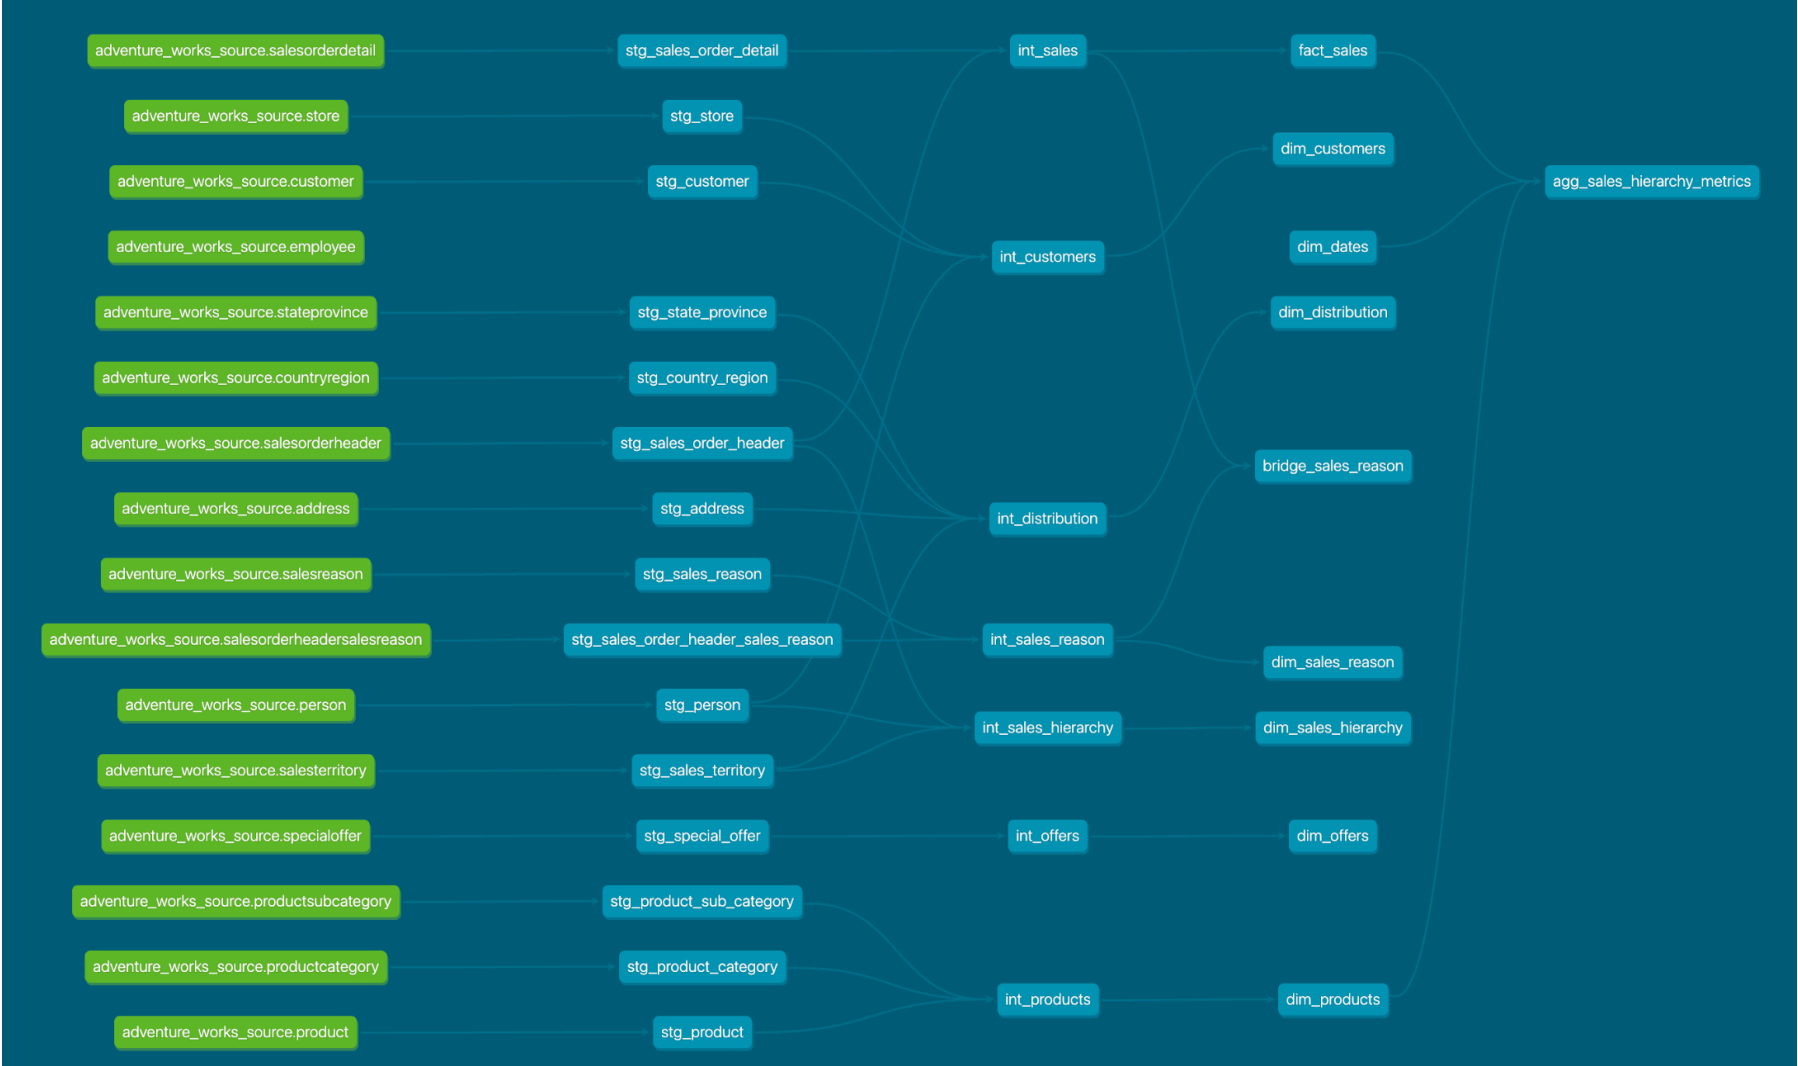 adventure_works_source.salesorderdetail
stg_sales_order_detail
int_sales
fact_sales
adventure_works_source.store
stg_store
dim_customers
adventure_works_source.customer
stg_customer
agg_sales_hierarchy_metrics
adventure_works_source.employee
int_customers
dim_dates
adventure_works_source.stateprovince
stg_state_province
dim_distribution
adventure_works_source.countryregion
stg_country_region
adventure_works_source.salesorderheader
stg_sales_order_header
bridge_sales_reason
adventure_works_source.address
stg_address
int_distribution
adventure_works_source.salesreason
stg_sales_reason
adventure_works_source.salesorderheadersalesreason
stg_sales_order_header_sales_reason
int_sales_reason
dim_sales_reason
adventure_works_source.person
stg_person
int_sales_hierarchy
dim_sales_hierarchy
adventure_works_source.salesterritory
stg_sales_territory
adventure_works_source.specialoffer
stg_special_offer
int_offers
dim_offers
adventure_works_source.productsubcategory
stg_product_sub_category
adventure_works_source.productcategory
stg_product_category
int_products
dim_products
adventure_works_source.product
stg_product